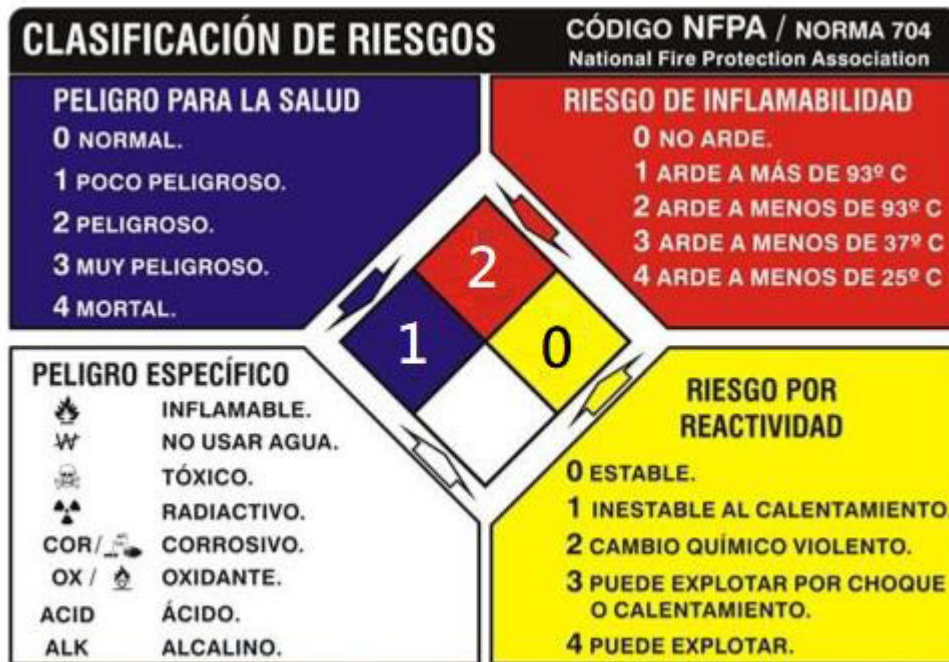 CLASIFICACIÓN DE RIESGOS
CÓDIGO NFPA / NORMA 704
National Fire Protection Association
PELIGRO PARA LA SALUD
0 NORMAL.
1 POCO PELIGROSO.
2 PELIGROSO.
3 MUY PELIGROSO.
4 MORTAL.
RIESGO DE INFLAMABILIDAD
0 NO ARDE.
1 ARDE A MÁS DE 93º C
2 ARDE A MENOS DE 93º C
3 ARDE A MENOS DE 37º C
4 ARDE A MENOS DE 25º C
2
1
0
PELIGRO ESPECÍFICO
INFLAMABLE.
W NO USAR AGUA.
TÓXICO.
RADIACTIVO.
COR/ CORROSIVO.
OX / OXIDANTE.
ACID ÁCIDO.
ALK ALCALINO.
RIESGO POR
REACTIVIDAD
0 ESTABLE.
1 INESTABLE AL CALENTAMIENTO.
2 CAMBIO QUÍMICO VIOLENTO.
3 PUEDE EXPLOTAR POR CHOQUE
O CALENTAMIENTO.
4 PUEDE EXPLOTAR.